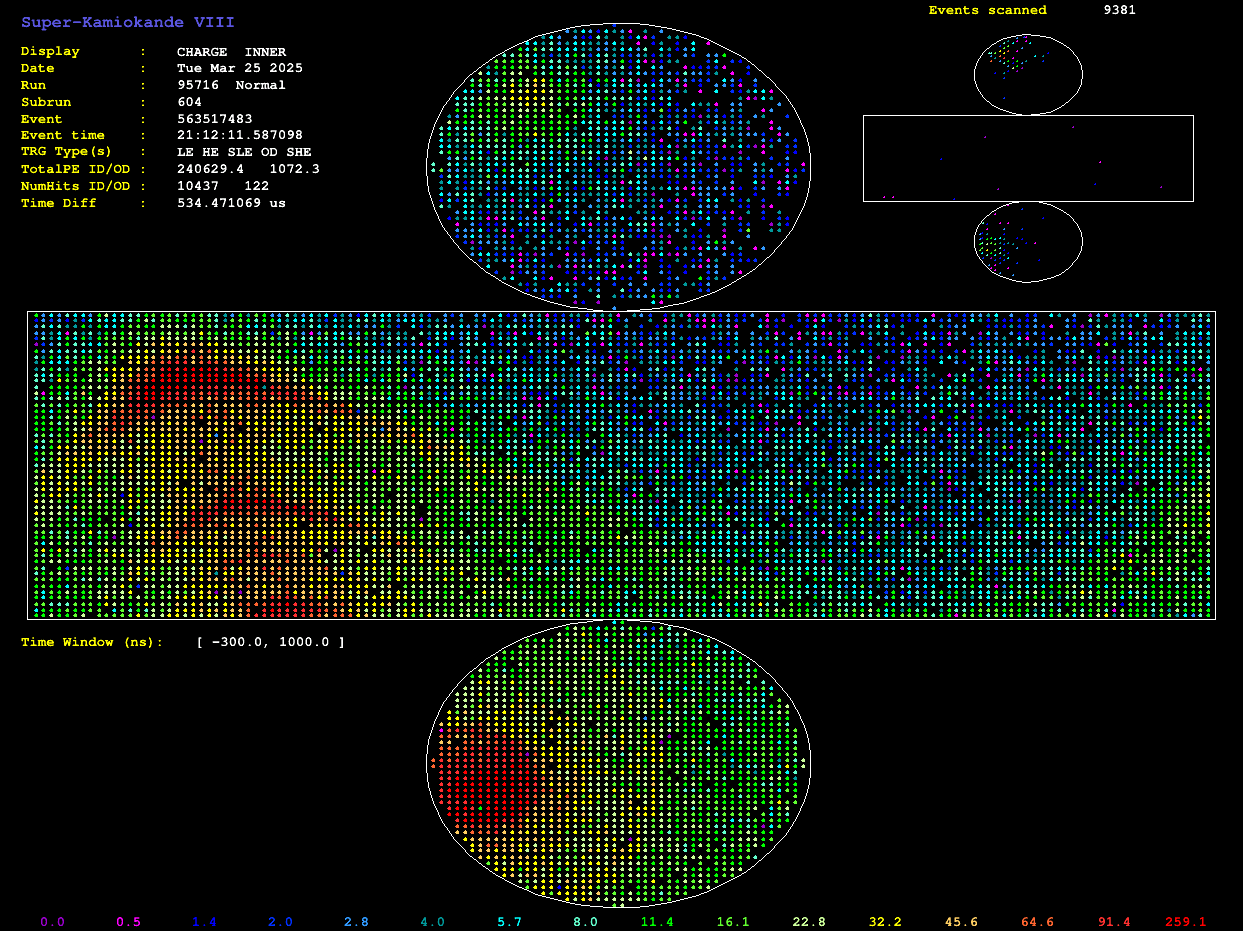 Super-Kamiokande VIII
Events scanned 9381
Display : CHARGE INNER
Date : Tue Mar 25 2025
Run : 95716 Normal
Subrun : 604
Event : 563517483
Event time : 21:12:11.587098
TRG Type(s) : LE HE SLE OD SHE
TotalPE ID/OD : 240629.4 1072.3
NumHits ID/OD : 10437 122
Time Diff : 534.471069 us
Time Window (ns): [ -300.0, 1000.0 ]
0.0 0.5 1.4 2.0 2.8 4.0 5.7 8.0 11.4 16.1 22.8 32.2 45.6 64.6 91.4 259.1